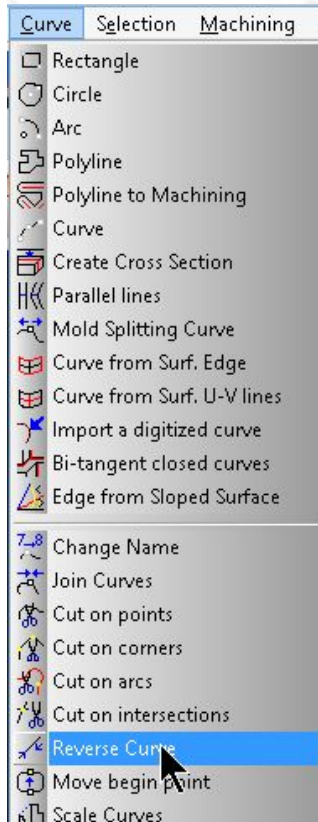 Curve Selection Machining
Rectangle
Circle
Arc
Polyline
Polyline to Machining
Curve
Create Cross Section
Parallel lines
Mold Splitting Curve
Curve from Surf. Edge
Curve from Surf. U-V lines
Import a digitized curve
Bi-tangent closed curves
Edge from Sloped Surface
7→8 Change Name
Join Curves
Cut on points
Cut on corners
Cut on arcs
Cut on intersections
Reverse Curve
Move begin point
Scale Curves